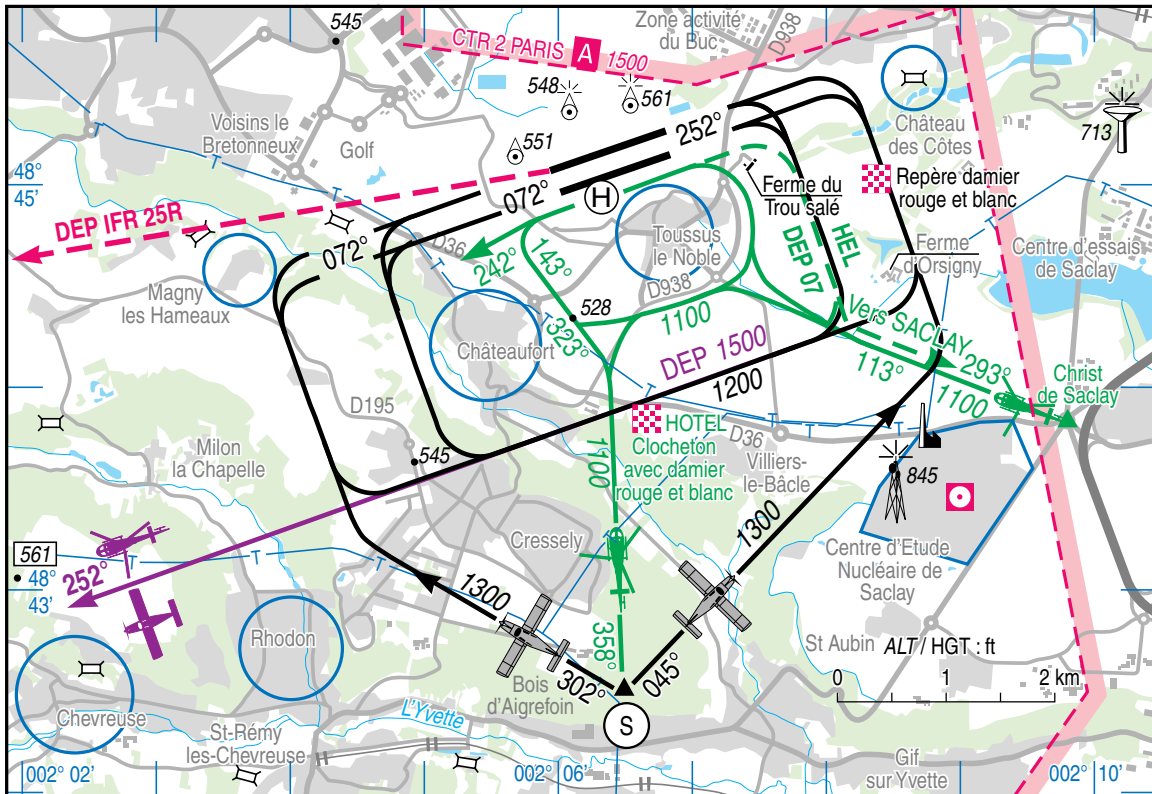 545
Zone activité
du Buc
D938
CTR 2 PARIS A 1500
548
561
551
713
Voisins le
Bretonneux
Golf
252°
Château
des Côtes
48°
45'
072°
H
Ferme du
Trou salé
Repère damier
rouge et blanc
DEP IFR 25R
072°
D36
242°
143°
Toussus
le Noble
HEL
DEP 07
Ferme
d'Orsigny
Centre d'essais
de Saclay
Magny
les Hameaux
D938
528
323°
1100
Vers SACLAY
Châteaufort
DEP 1500
1200
113°
293°
1100
Christ
de Saclay
D195
HOTEL
Clocheton
avec damier
rouge et blanc
D36
Villiers-
le-Bâcle
Milon
la Chapelle
545
1100
845
1300
Cressely
Centre d'Etude
Nucléaire de
Saclay
561
48°
43'
252°
1300
Rhodon
358°
302°
045°
St Aubin
ALT / HGT : ft
0 1 2 km
Bois
d'Aigrefoin
S
Chevreuse
St-Rémy
les-Chevreuse
L'Yvette
Gif
sur Yvette
002° 02'
002° 06'
002° 10'